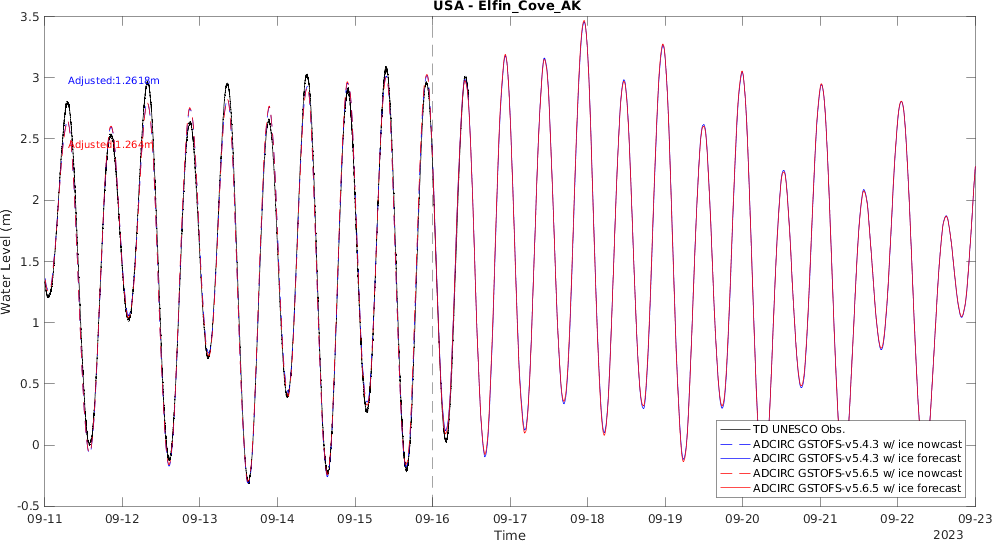 USA - Elfin_Cove_AK
3.5
3
2.5
2
1.5
1
0.5
0
-0.5
Water Level (m)
Adjusted:1.2618m
Adjusted:1.264m
TD UNESCO Obs.
ADCIRC GSTOFS-v5.4.3 w/ ice nowcast
ADCIRC GSTOFS-v5.4.3 w/ ice forecast
ADCIRC GSTOFS-v5.6.5 w/ ice nowcast
ADCIRC GSTOFS-v5.6.5 w/ ice forecast
09-11 09-12 09-13 09-14 09-15 09-16 09-17 09-18 09-19 09-20 09-21 09-22 09-23
Time
2023